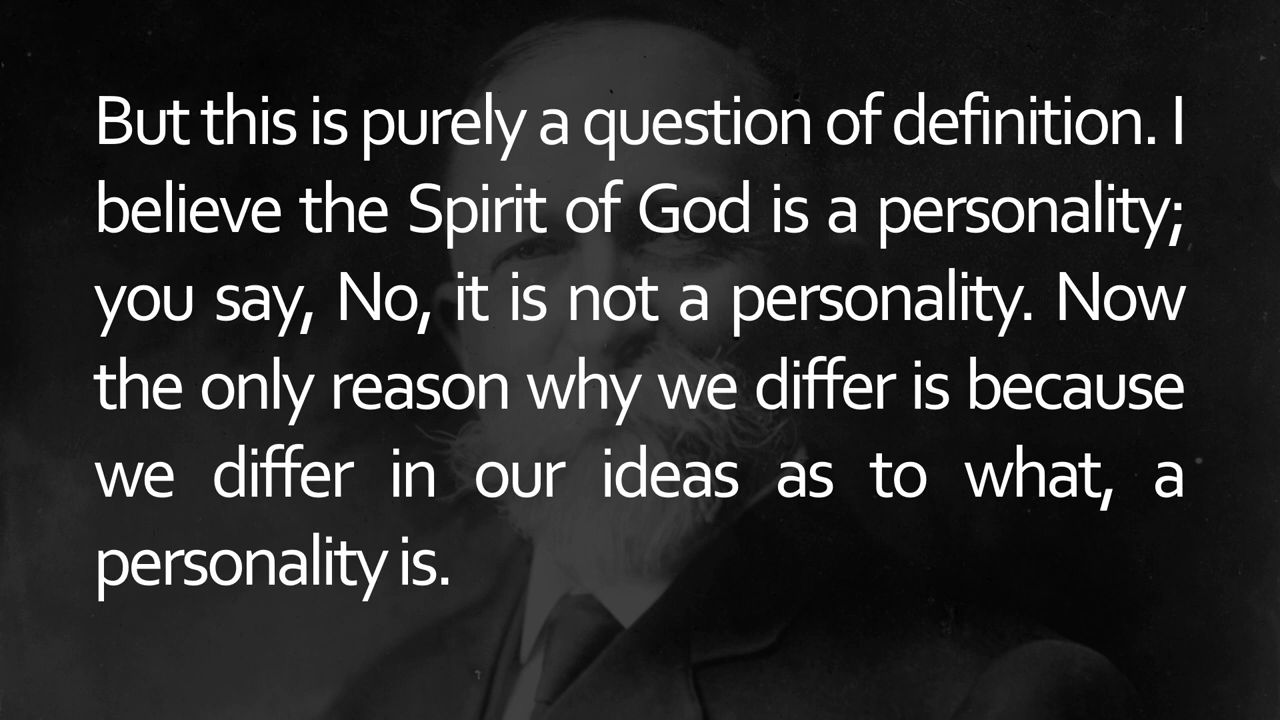 But this is purely a question of definition. I
believe the Spirit of God is a personality;
you say, No, it is not a personality. Now
the only reason why we differ is because
we differ in our ideas as to what, a
personality is.